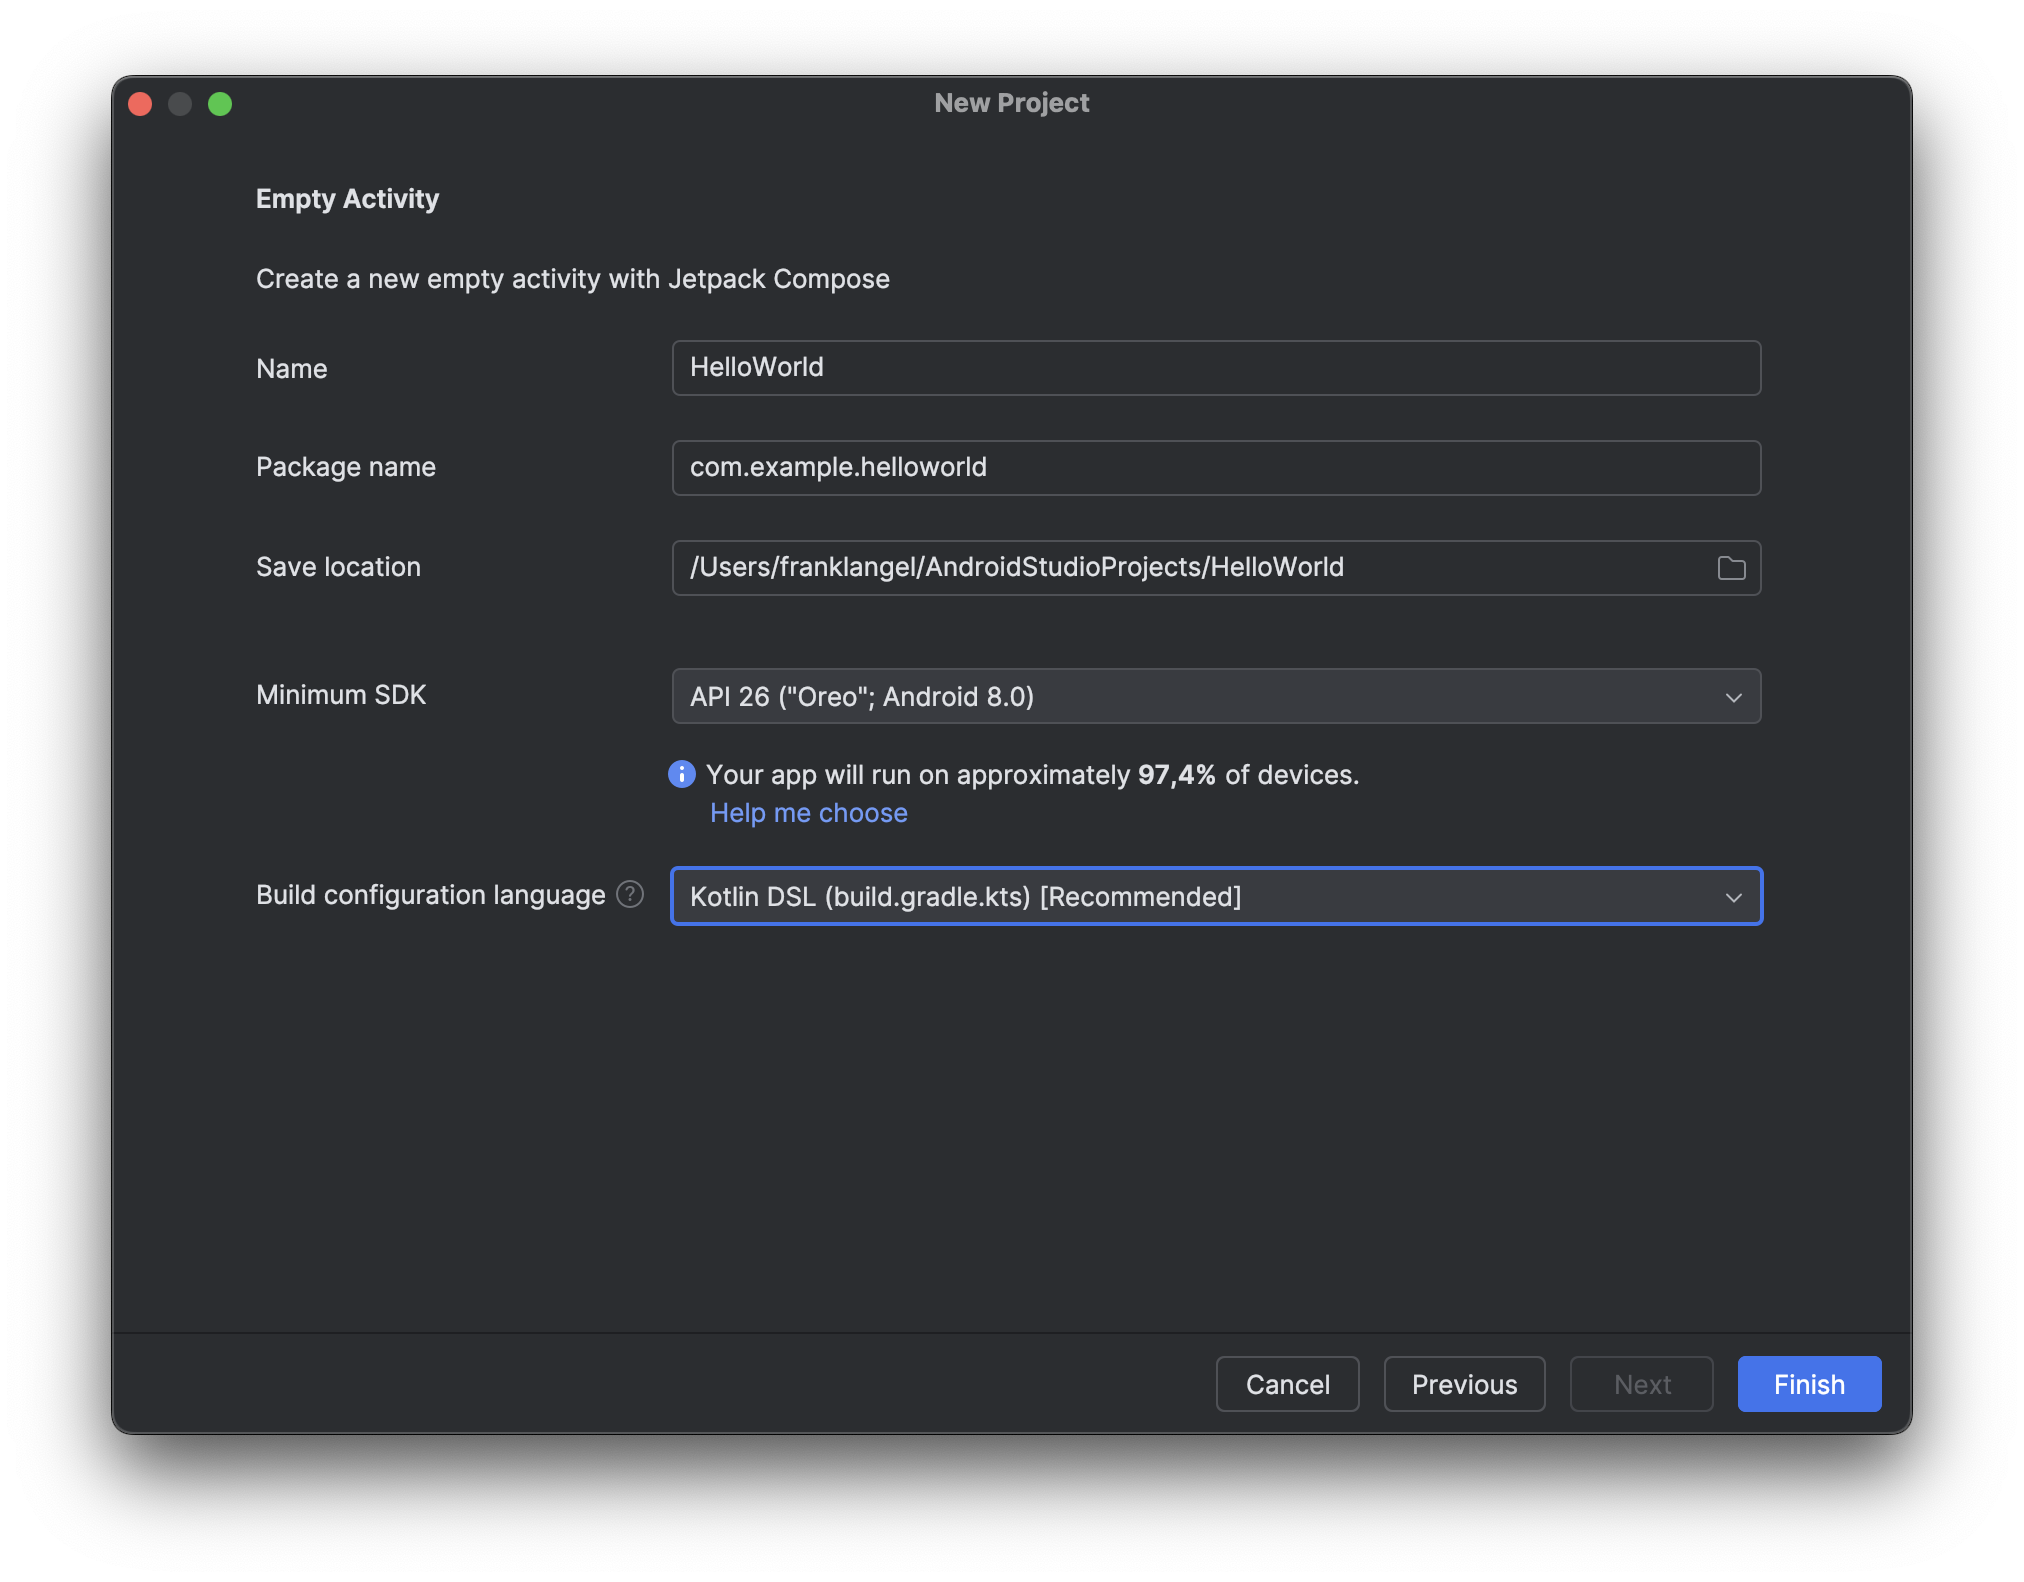 New Project
Empty Activity
Create a new empty activity with Jetpack Compose
Name
HelloWorld
Package name
com.example.helloworld
Save location
/Users/franklangel/AndroidStudioProjects/HelloWorld
Minimum SDK
API 26 ("Oreo"; Android 8.0)
Your app will run on approximately 97,4% of devices.
Help me choose
Build configuration language ?
Kotlin DSL (build.gradle.kts) [Recommended]
Cancel
Previous
Next
Finish